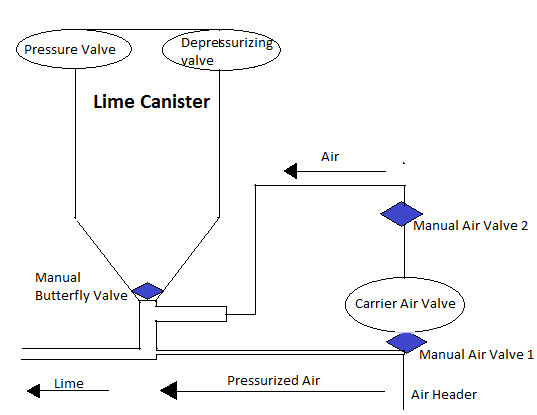 Pressure Valve
Depressurizing
valve
Lime Canister
Air
Manual Air Valve 2
Manual
Butterfly Valve
Carrier Air Valve
Manual Air Valve 1
Lime
Pressurized Air
Air Header